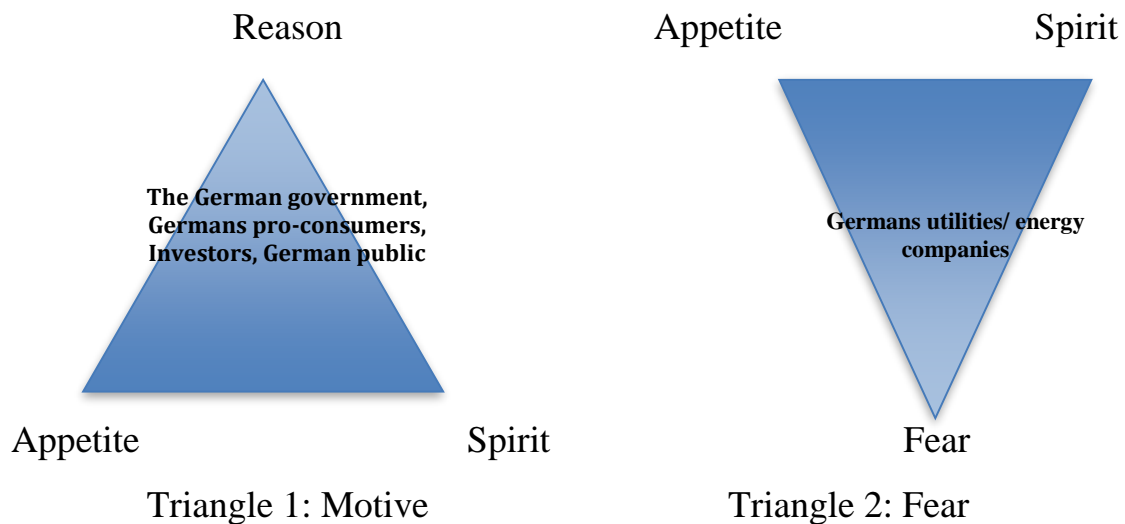 Reason
Appetite
Spirit
The German government,
Germans pro-consumers,
Investors, German public
Germans utilities/ energy
companies
Appetite
Spirit
Fear
Triangle 1: Motive
Triangle 2: Fear